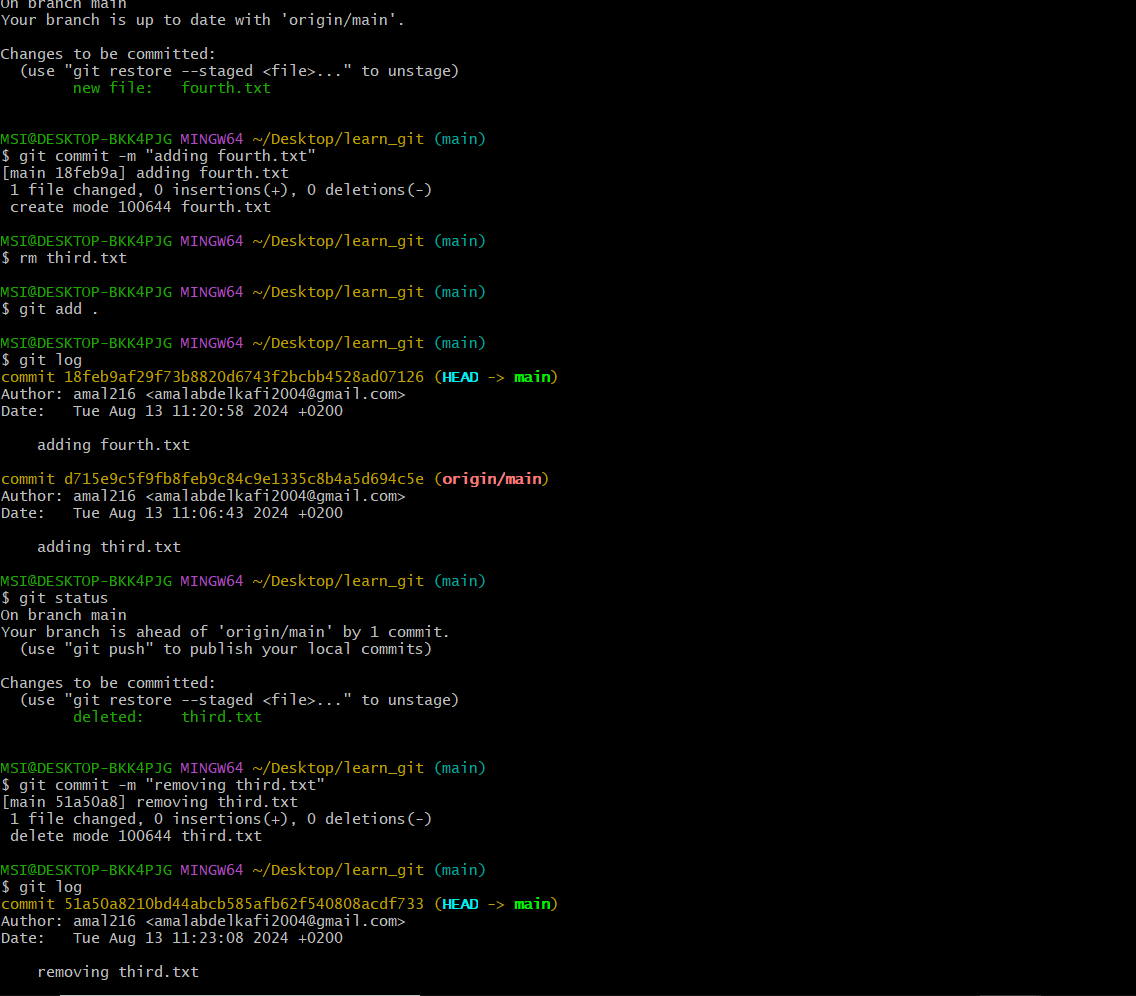 On branch main
Your branch is up to date with 'origin/main'.
Changes to be committed:
  (use "git restore --staged <file>..." to unstage)
        new file:   fourth.txt
MSI@DESKTOP-BKK4PJG MINGW64 ~/Desktop/learn_git (main)
$ git commit -m "adding fourth.txt"
[main 18feb9a] adding fourth.txt
 1 file changed, 0 insertions(+), 0 deletions(-)
 create mode 100644 fourth.txt
MSI@DESKTOP-BKK4PJG MINGW64 ~/Desktop/learn_git (main)
$ rm third.txt
MSI@DESKTOP-BKK4PJG MINGW64 ~/Desktop/learn_git (main)
$ git add .
MSI@DESKTOP-BKK4PJG MINGW64 ~/Desktop/learn_git (main)
$ git log
commit 18feb9af29f73b8820d6743f2bcbb4528ad07126 (HEAD -> main)
Author: amal216 <amalabdelkafi2004@gmail.com>
Date:   Tue Aug 13 11:20:58 2024 +0200
    adding fourth.txt
commit d715e9c5f9fb8feb9c84c9e1335c8b4a5d694c5e (origin/main)
Author: amal216 <amalabdelkafi2004@gmail.com>
Date:   Tue Aug 13 11:06:43 2024 +0200
    adding third.txt
MSI@DESKTOP-BKK4PJG MINGW64 ~/Desktop/learn_git (main)
$ git status
On branch main
Your branch is ahead of 'origin/main' by 1 commit.
  (use "git push" to publish your local commits)
Changes to be committed:
  (use "git restore --staged <file>..." to unstage)
        deleted:    third.txt
MSI@DESKTOP-BKK4PJG MINGW64 ~/Desktop/learn_git (main)
$ git commit -m "removing third.txt"
[main 51a50a8] removing third.txt
 1 file changed, 0 insertions(+), 0 deletions(-)
 delete mode 100644 third.txt
MSI@DESKTOP-BKK4PJG MINGW64 ~/Desktop/learn_git (main)
$ git log
commit 51a50a8210bd44abcb585afb62f540808acdf733 (HEAD -> main)
Author: amal216 <amalabdelkafi2004@gmail.com>
Date:   Tue Aug 13 11:23:08 2024 +0200
    removing third.txt